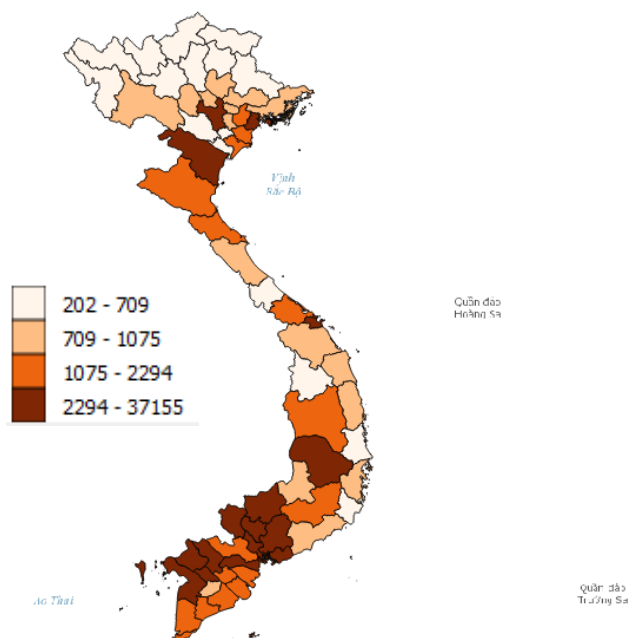 Vịnh
Bắc Bộ
202 - 709
709 - 1075
1075 - 2294
2294 - 37155
Quần đảo
Hoàng Sa
Quần đảo
Trường Sa